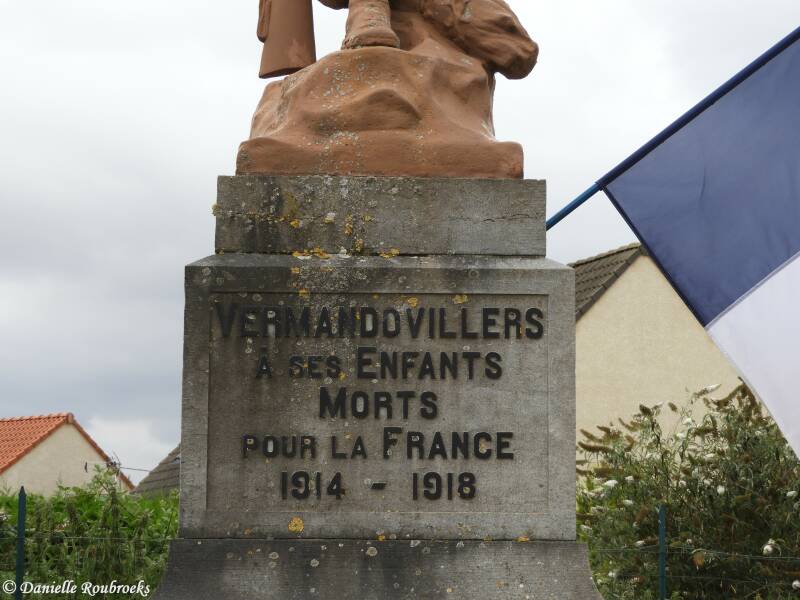 VERMANDOVILLERS
À SES ENFANTS
MORTS
POUR LA FRANCE
1914 - 1918
© Danielle Roubroeks